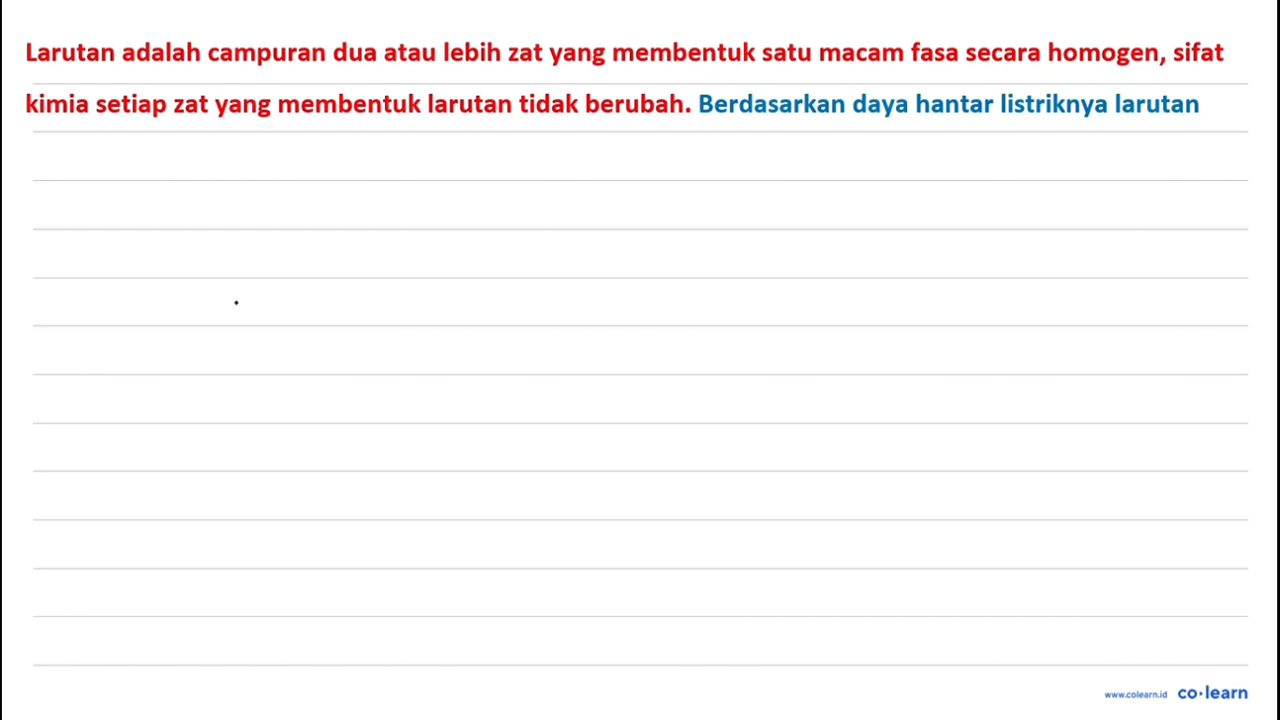 Larutan adalah campuran dua atau lebih zat yang membentuk satu macam fasa secara homogen, sifat
kimia setiap zat yang membentuk larutan tidak berubah. Berdasarkan daya hantar listriknya larutan
www.colearn.id co·learn